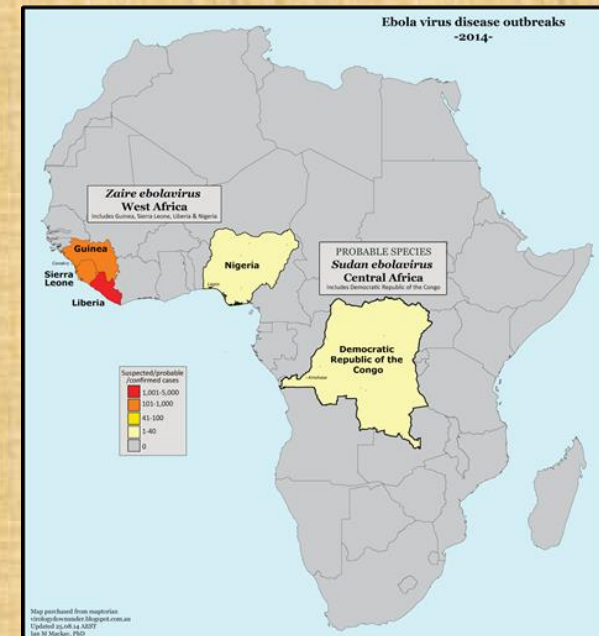 Ebola virus disease outbreaks
-2014-
Zaire ebolavirus
West Africa
Includes Guinea, Sierra Leone, Liberia & Nigeria
Guinea
Conakry
Sierra
Leone
Liberia
Nigeria
Lagos
PROBABLE SPECIES
Sudan ebolavirus
Central Africa
Includes Democratic Republic of the Congo
Democratic
Republic of the
Congo
Kinshasa
Suspected/probable
/confirmed cases
1,001-5,000
101-1,000
41-100
1-40
0
Map purchased from maptorian
virologydownunder.blogspot.com.au
Updated 25.08.14 AEST
Ian M Mackay, PhD